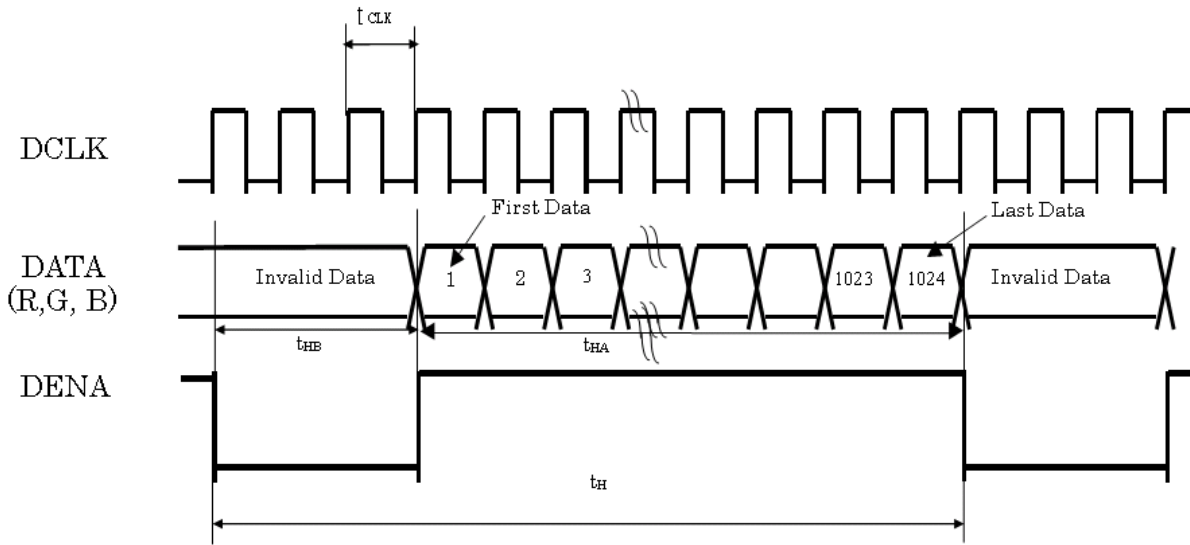 t CLK
DCLK
First Data
Last Data
DATA
(R,G, B)
Invalid Data
1
2
3
1023
1024
Invalid Data
tHB
tHA
DENA
tH